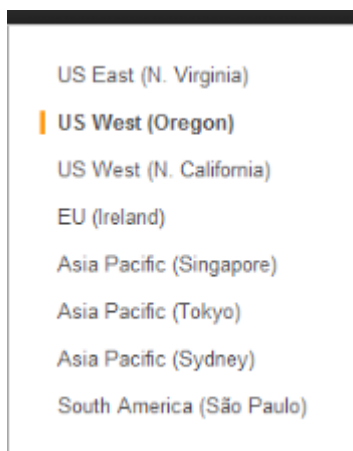 US East (N. Virginia)
US West (Oregon)
US West (N. California)
EU (Ireland)
Asia Pacific (Singapore)
Asia Pacific (Tokyo)
Asia Pacific (Sydney)
South America (São Paulo)